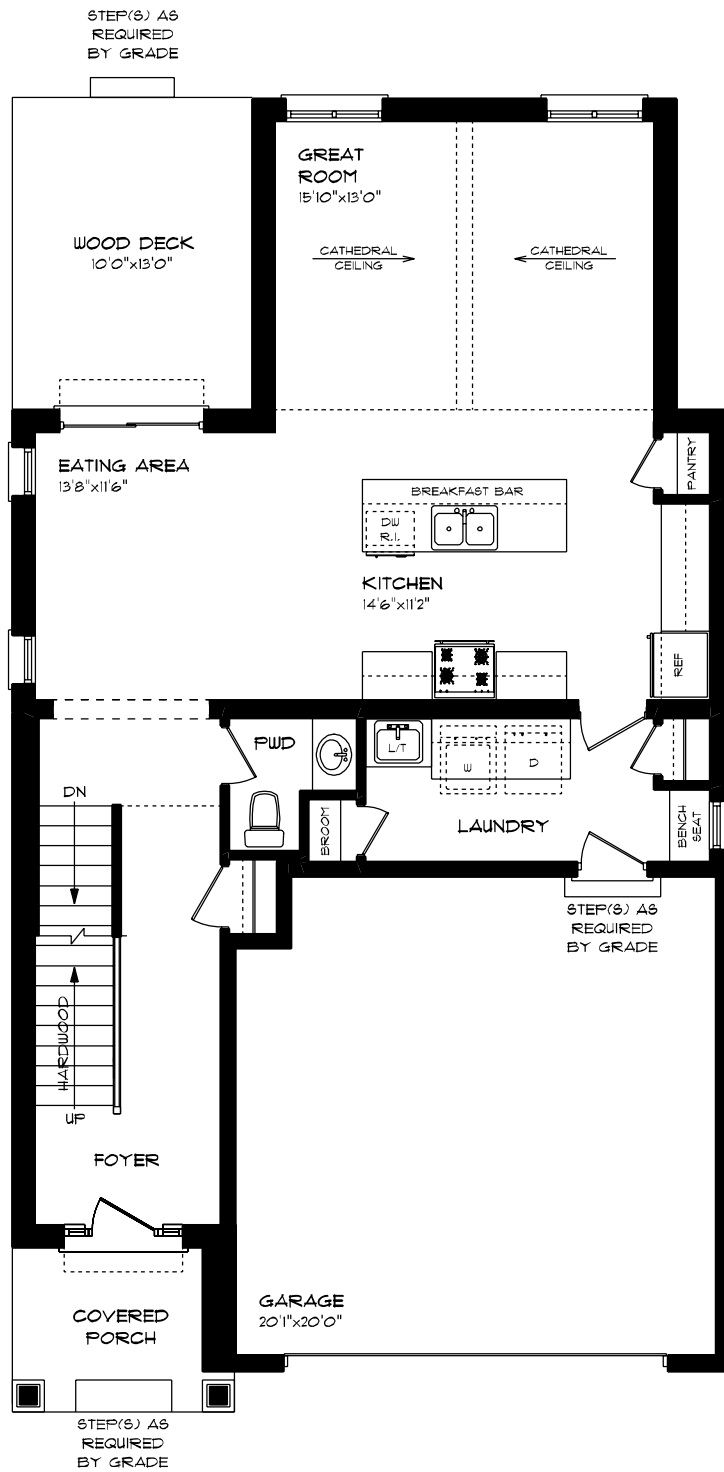 STEP(S) AS
REQUIRED
BY GRADE
GREAT
ROOM
15'10"x13'0"
WOOD DECK
10'0"x13'0"
CATHEDRAL
CEILING
CATHEDRAL
CEILING
EATING AREA
13'8"x11'6"
PANTRY
BREAKFAST BAR
DW
R.I.
KITCHEN
14'6"x11'2"
REF
PWD
L/T
W
D
DN
BROOM
LAUNDRY
BENCH
SEAT
STEP(S) AS
REQUIRED
BY GRADE
HARDWOOD
UP
FOYER
GARAGE
20'1"x20'0"
COVERED
PORCH
STEP(S) AS
REQUIRED
BY GRADE